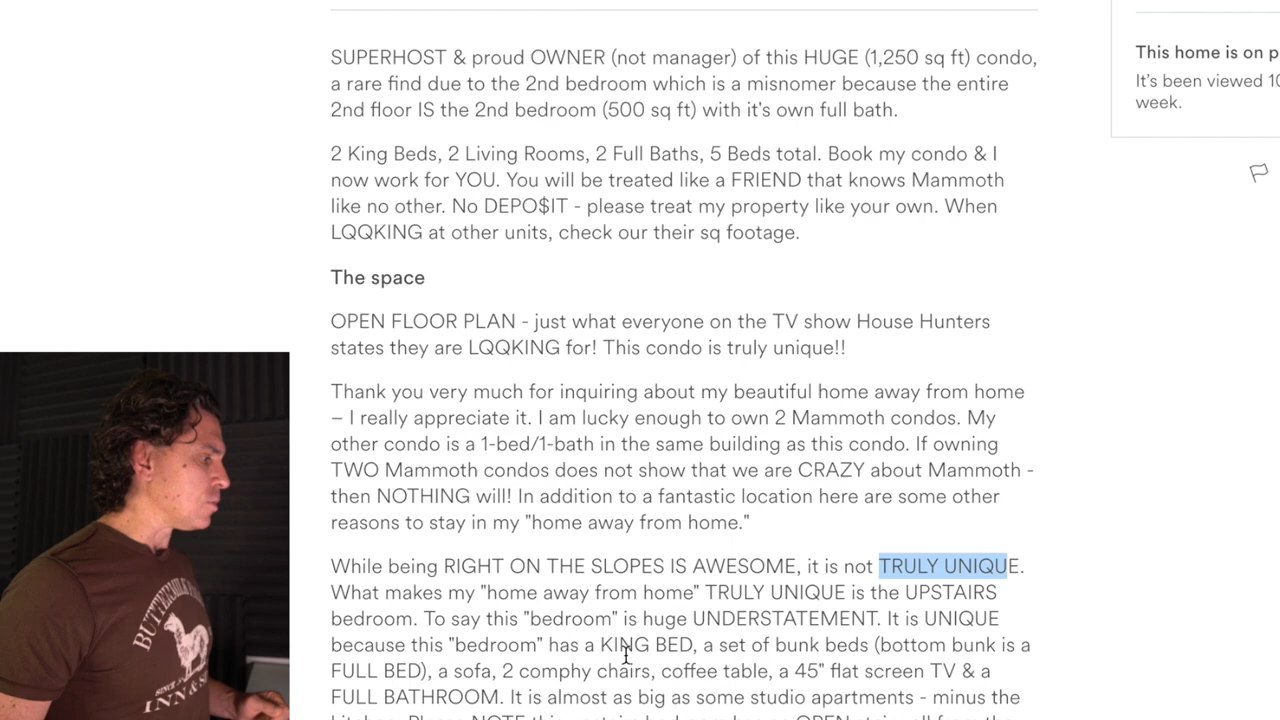 SUPERHOST & proud OWNER (not manager) of this HUGE (1,250 sq ft) condo,
a rare find due to the 2nd bedroom which is a misnomer because the entire
2nd floor IS the 2nd bedroom (500 sq ft) with it's own full bath.
2 King Beds, 2 Living Rooms, 2 Full Baths, 5 Beds total. Book my condo & I
now work for YOU. You will be treated like a FRIEND that knows Mammoth
like no other. No DEPO$IT - please treat my property like your own. When
LQQKING at other units, check our their sq footage.
The space
OPEN FLOOR PLAN - just what everyone on the TV show House Hunters
states they are LQQKING for! This condo is truly unique!!
Thank you very much for inquiring about my beautiful home away from home
– I really appreciate it. I am lucky enough to own 2 Mammoth condos. My
other condo is a 1-bed/1-bath in the same building as this condo. If owning
TWO Mammoth condos does not show that we are CRAZY about Mammoth -
then NOTHING will! In addition to a fantastic location here are some other
reasons to stay in my "home away from home."
While being RIGHT ON THE SLOPES IS AWESOME, it is not TRULY UNIQUE.
What makes my "home away from home" TRULY UNIQUE is the UPSTAIRS
bedroom. To say this "bedroom" is huge UNDERSTATEMENT. It is UNIQUE
because this "bedroom" has a KING BED, a set of bunk beds (bottom bunk is a
FULL BED), a sofa, 2 comphy chairs, coffee table, a 45" flat screen TV & a
FULL BATHROOM. It is almost as big as some studio apartments - minus the
This home is on p
It's been viewed 10
week.
BUTTERMILK
SINCE
INN &